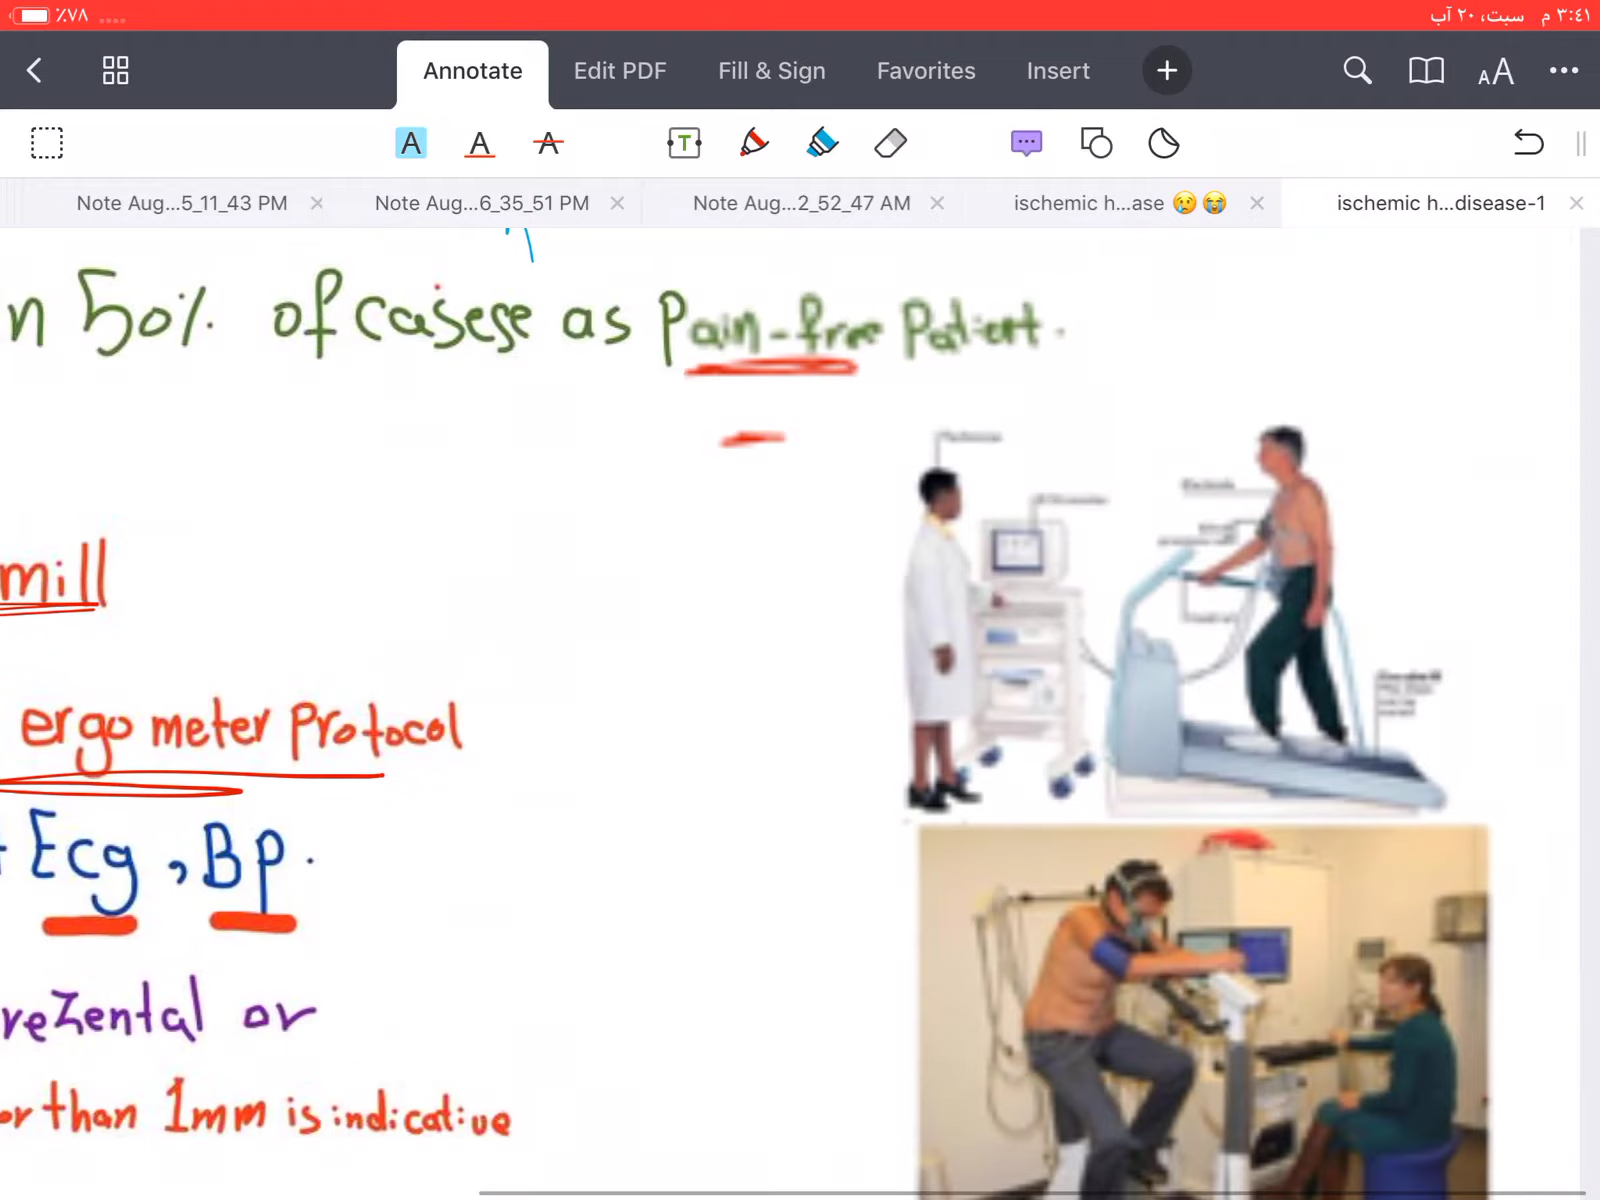 ٪٧٨
٣:٤١ م سبت، ٢٠ آب
Annotate
Edit PDF
Fill & Sign
Favorites
Insert
Note Aug...5_11_43 PM
Note Aug...6_35_51 PM
Note Aug...2_52_47 AM
ischemic h...ase 😢😭
ischemic h...disease-1
n 50% of casese as Pain-free Patient.
mill
ergo meter Protocol
Ecg, Bp.
reZental or
or than 1mm is indicative